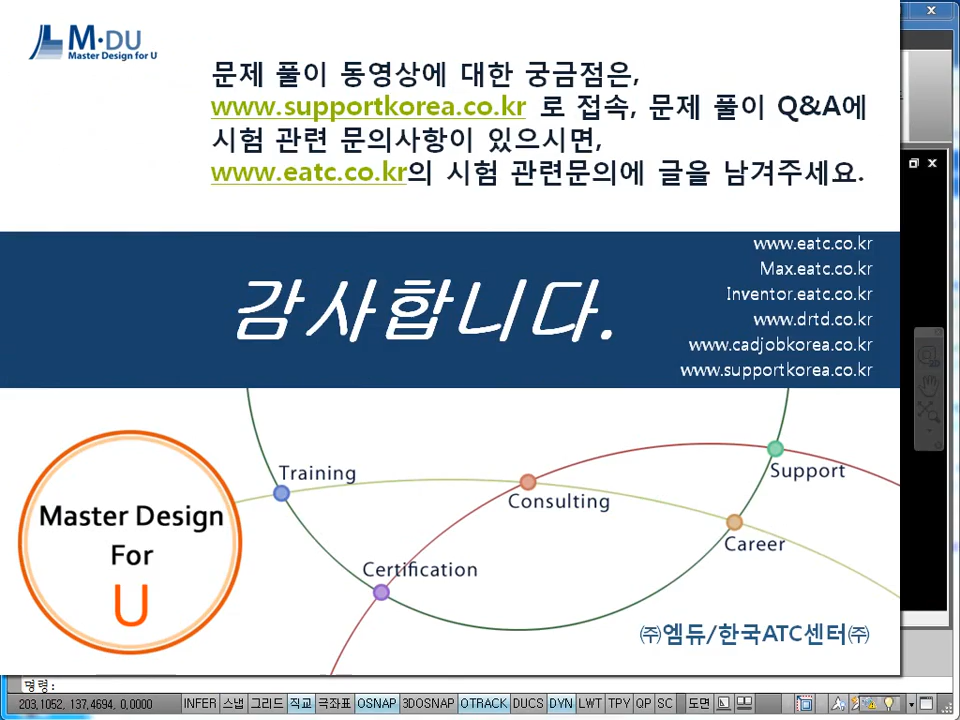 M·DU
Master Design for U
문제 풀이 동영상에 대한 궁금점은,
www.supportkorea.co.kr 로 접속, 문제 풀이 Q&A에
시험 관련 문의사항이 있으시면,
www.eatc.co.kr의 시험 관련문의에 글을 남겨주세요.
감사합니다.
www.eatc.co.kr
Max.eatc.co.kr
Inventor.eatc.co.kr
www.drtd.co.kr
www.cadjobkorea.co.kr
www.supportkorea.co.kr
Training
Consulting
Support
Career
Certification
Master Design
For
U
㈜엠듀/한국ATC센터㈜
명령:
203,1052, 137,4694, 0,0000 INFER 스냅 그리드 직교 극좌표 OSNAP 3DOSNAP OTRACK DUCS DYN LWT TPY QP SC 도면